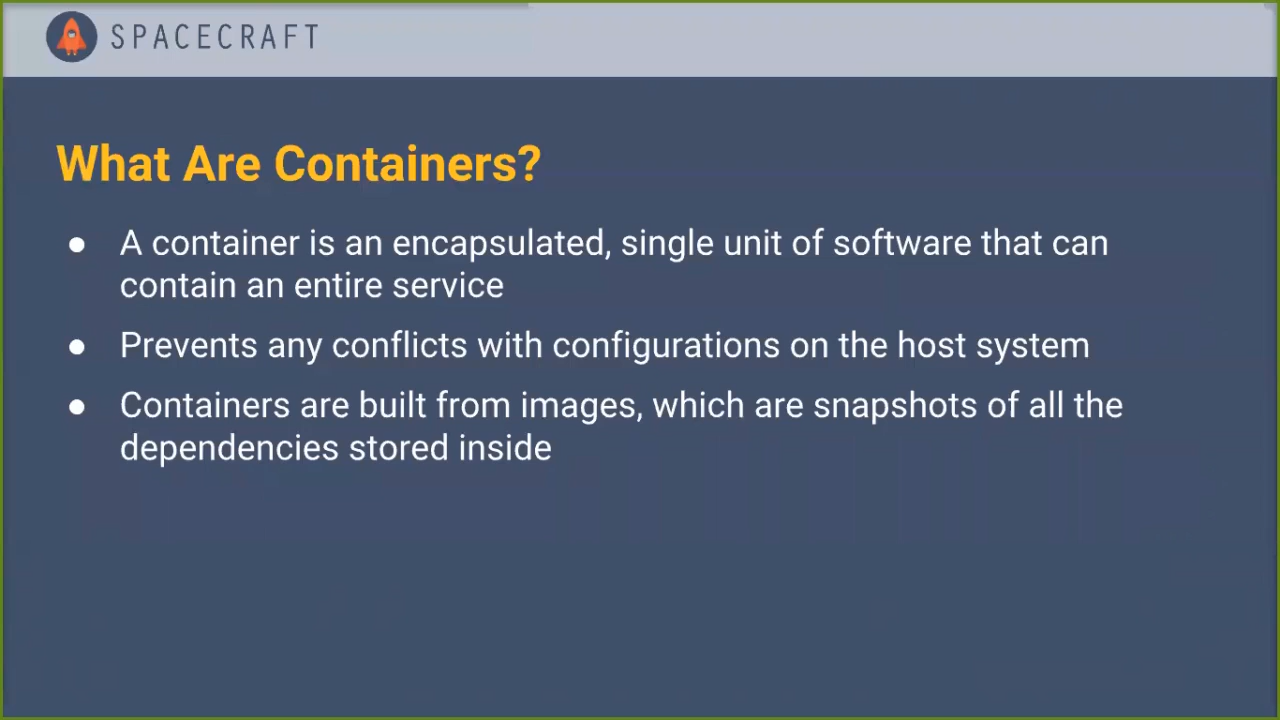 SPACECRAFT
What Are Containers?
● A container is an encapsulated, single unit of software that can
contain an entire service
● Prevents any conflicts with configurations on the host system
● Containers are built from images, which are snapshots of all the
dependencies stored inside